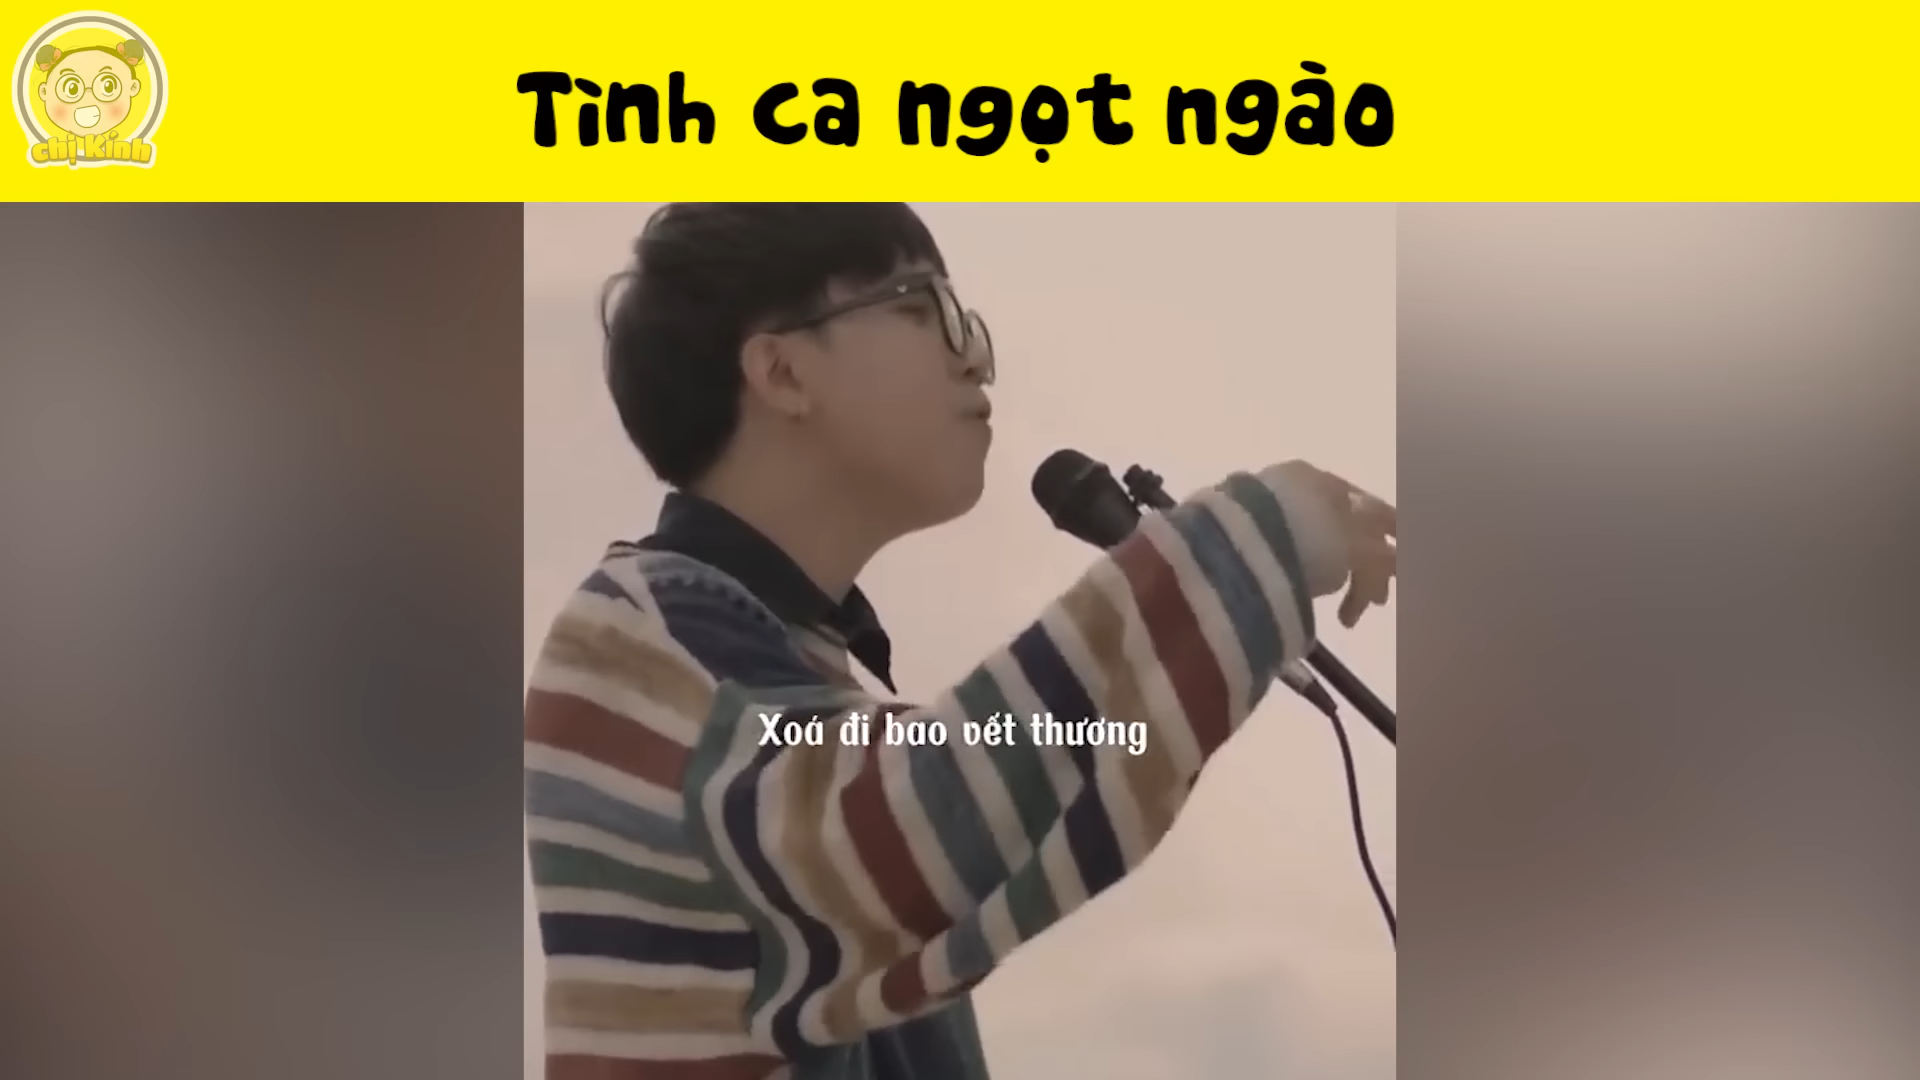 chị Kính
Tình ca ngọt ngào
Xoá đi bao vết thương